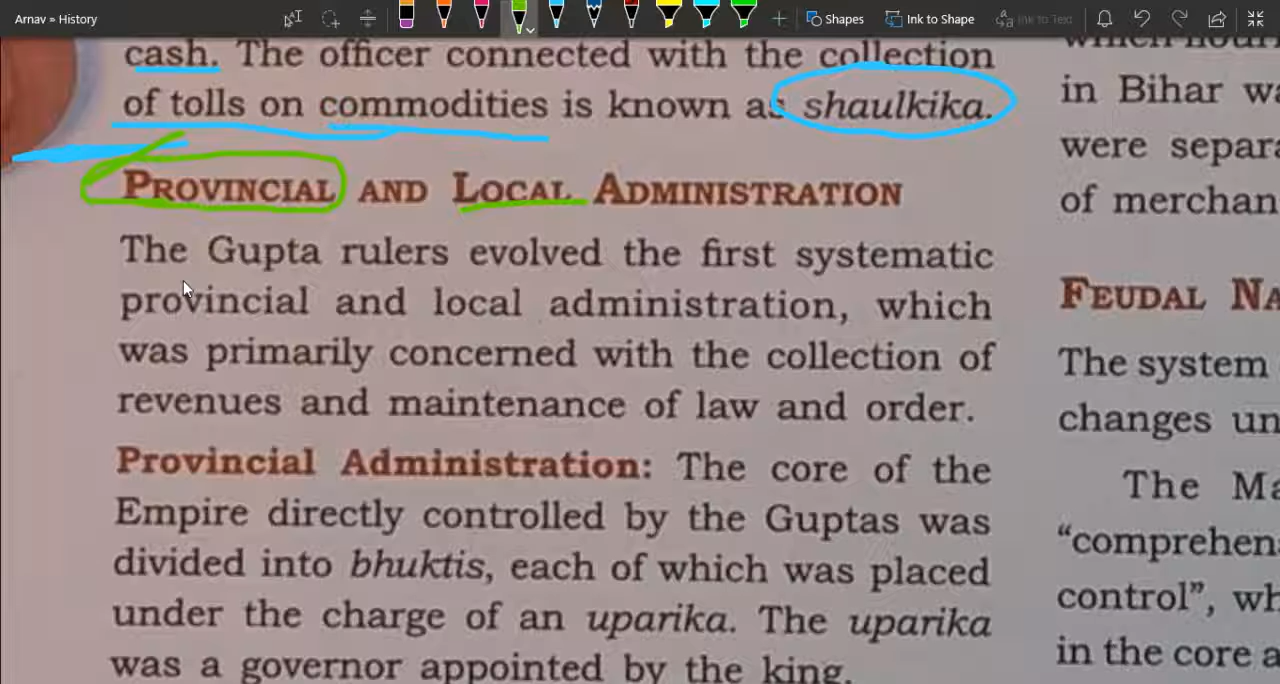 Arnav » History
Shapes
Ink to Shape
Ink to Text
cash. The officer connected with the collection
of tolls on commodities is known as shaulkika.
PROVINCIAL AND LOCAL ADMINISTRATION
The Gupta rulers evolved the first systematic
provincial and local administration, which
was primarily concerned with the collection of
revenues and maintenance of law and order.
Provincial Administration: The core of the
Empire directly controlled by the Guptas was
divided into bhuktis, each of which was placed
under the charge of an uparika. The uparika
was a governor appointed by the king.
in Bihar
were
of
FEUDAL
The system
changes
The
control”,
in the core